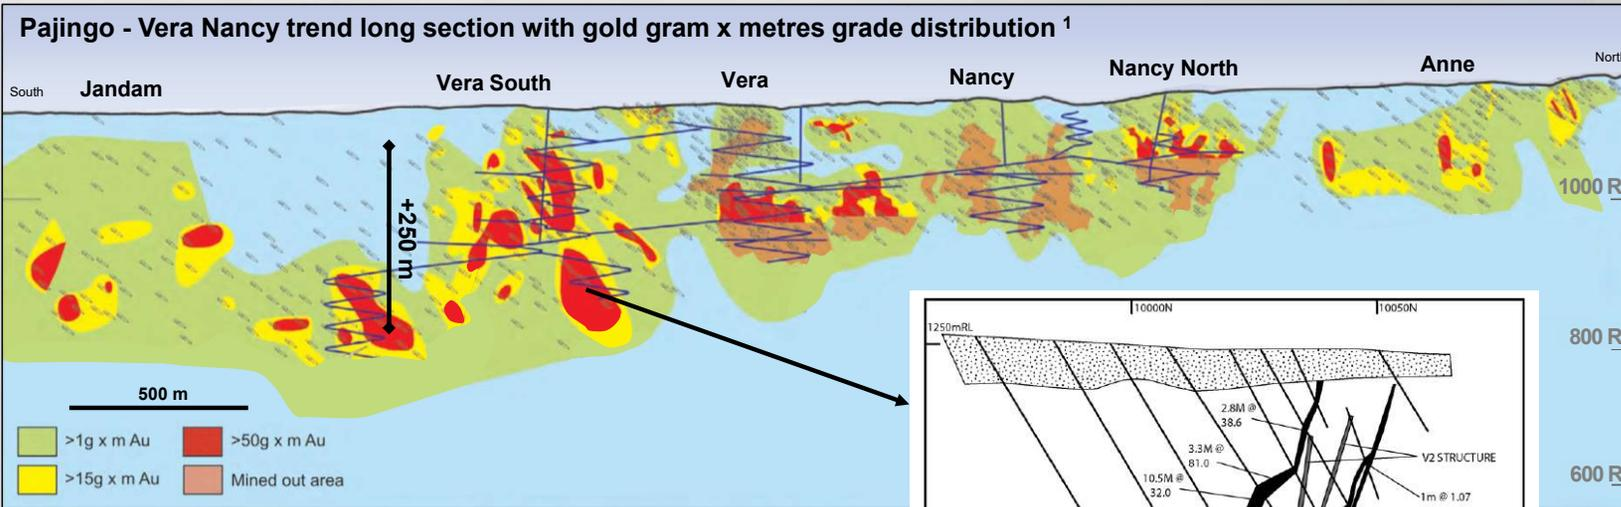 Pajingo - Vera Nancy trend long section with gold gram x metres grade distribution ¹
South
Jandam
Vera South
Vera
Nancy
Nancy North
Anne
Nort
+250 m
1000 R
800 R
600 R
500 m
>1g x m Au
>50g x m Au
>15g x m Au
Mined out area
10000N
10050N
1250mRL
2.8M @
38.6
3.3M @
81.0
10.5M @
32.0
V2 STRUCTURE
1m @ 1.07